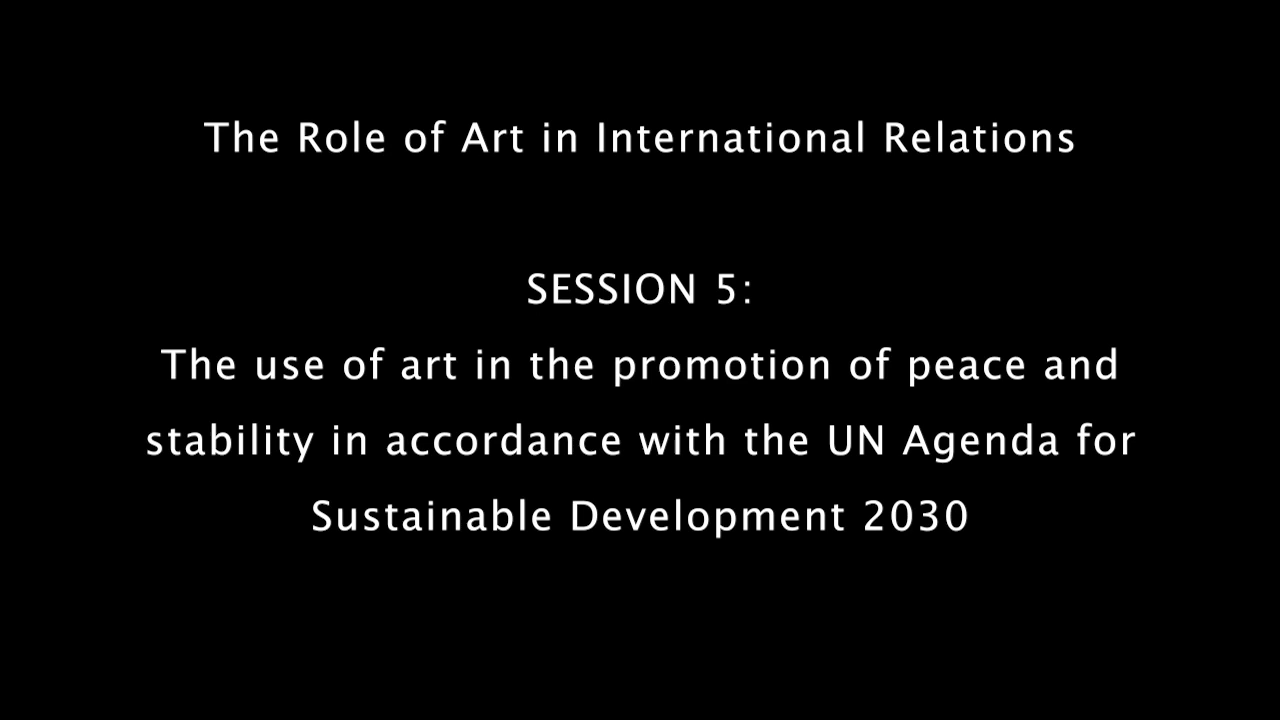 The Role of Art in International Relations
SESSION 5:
The use of art in the promotion of peace and
stability in accordance with the UN Agenda for
Sustainable Development 2030